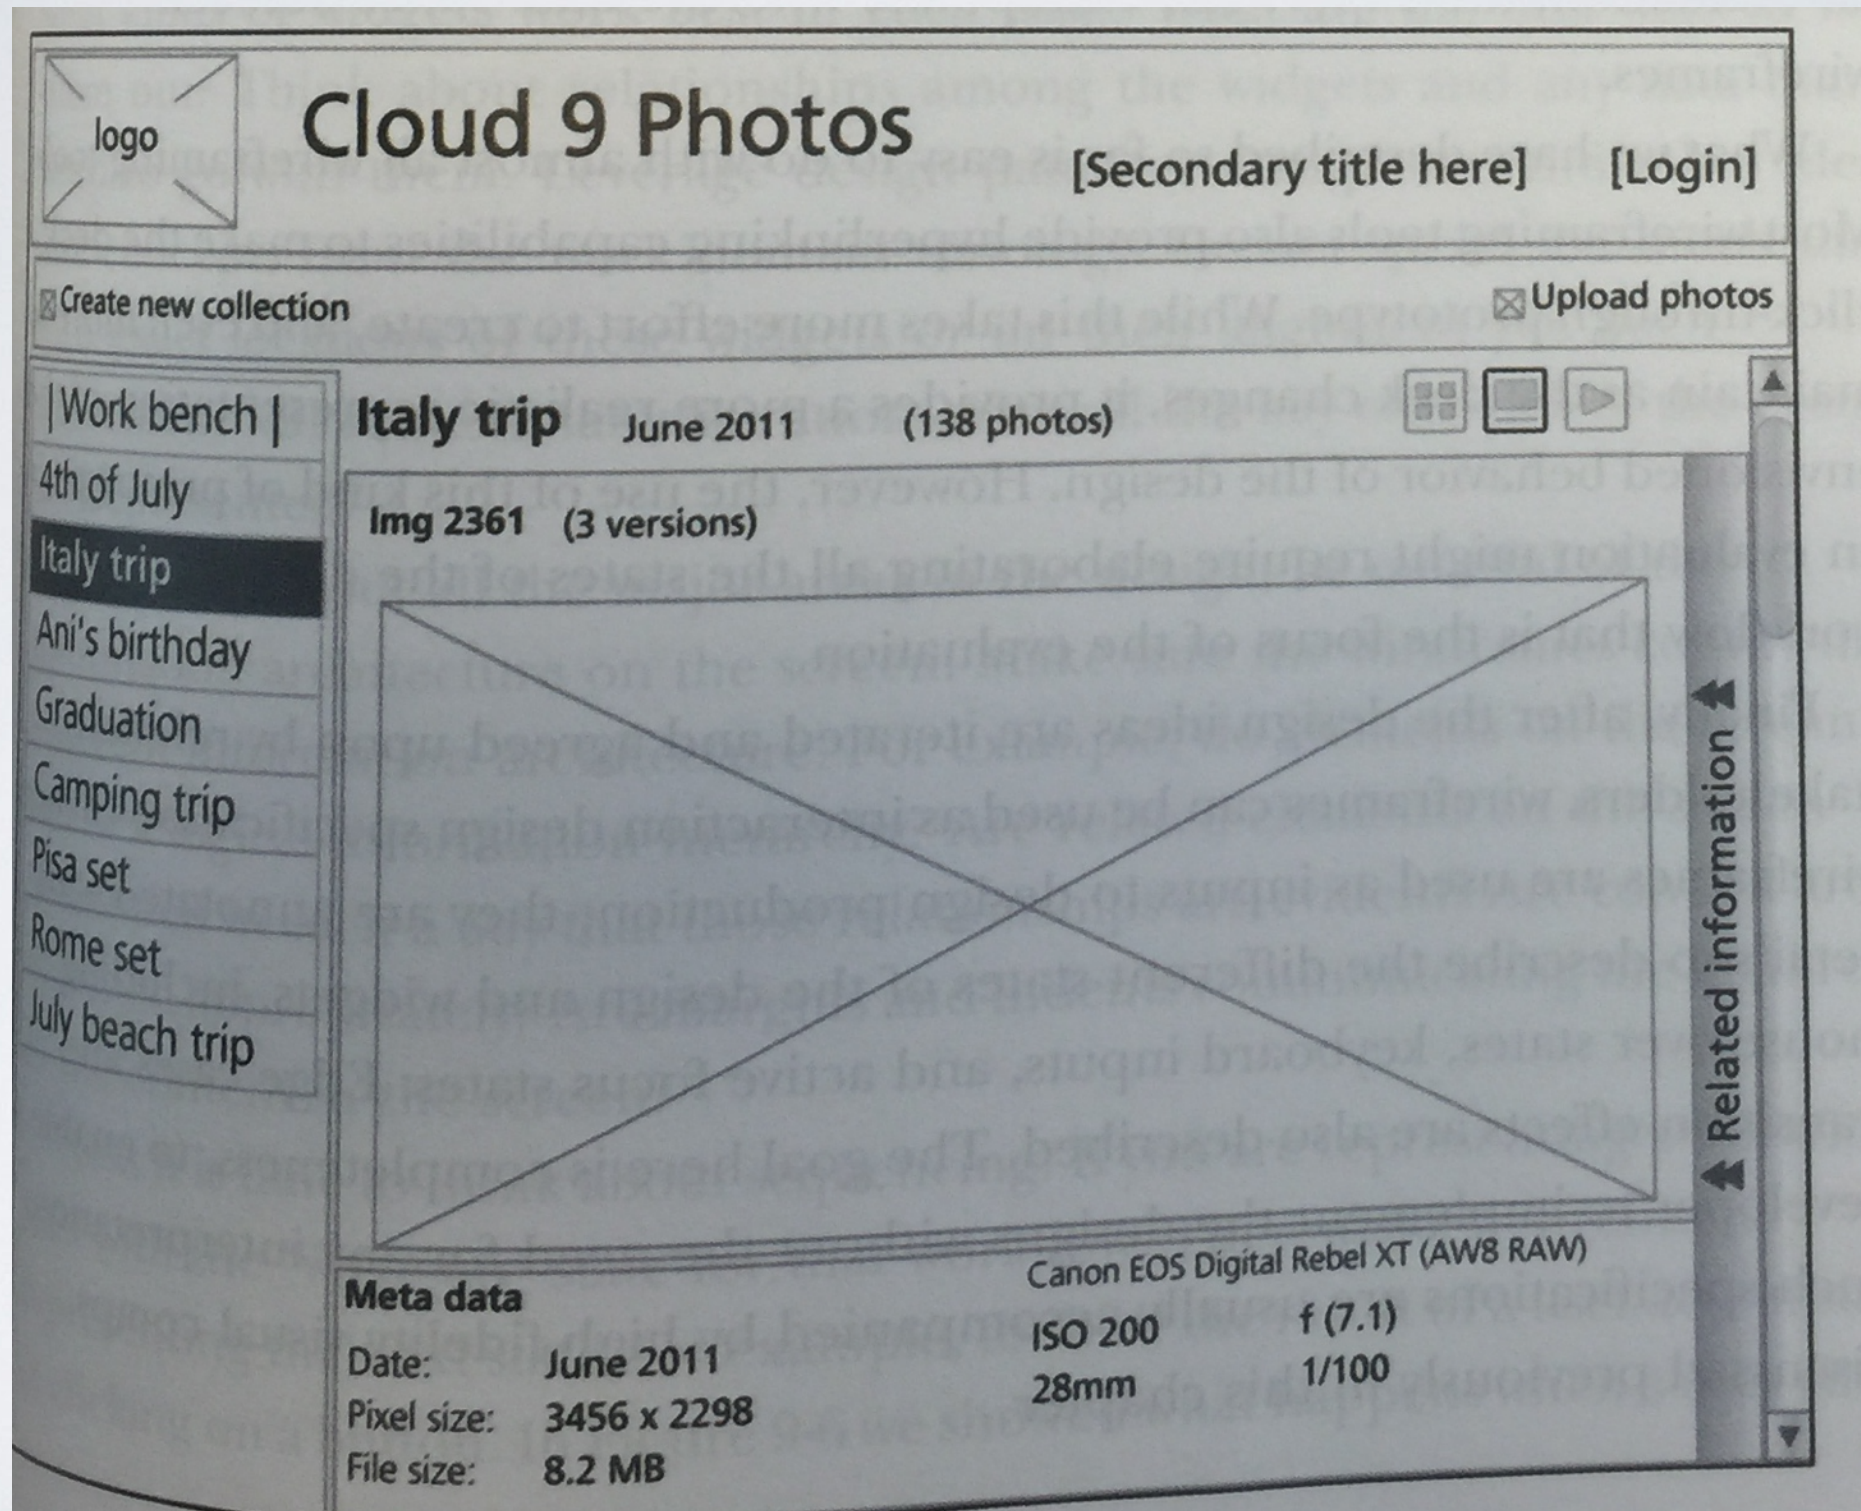 logo
Cloud 9 Photos
[Secondary title here] [Login]
Create new collection
Upload photos
|Work bench |
4th of July
Italy trip
Ani's birthday
Graduation
Camping trip
Pisa set
Rome set
July beach trip
Italy trip June 2011 (138 photos)
Img 2361 (3 versions)
Related information
Meta data
Date: June 2011
Pixel size: 3456 x 2298
File size: 8.2 MB
Canon EOS Digital Rebel XT (AW8 RAW)
ISO 200 f (7.1)
28mm 1/100